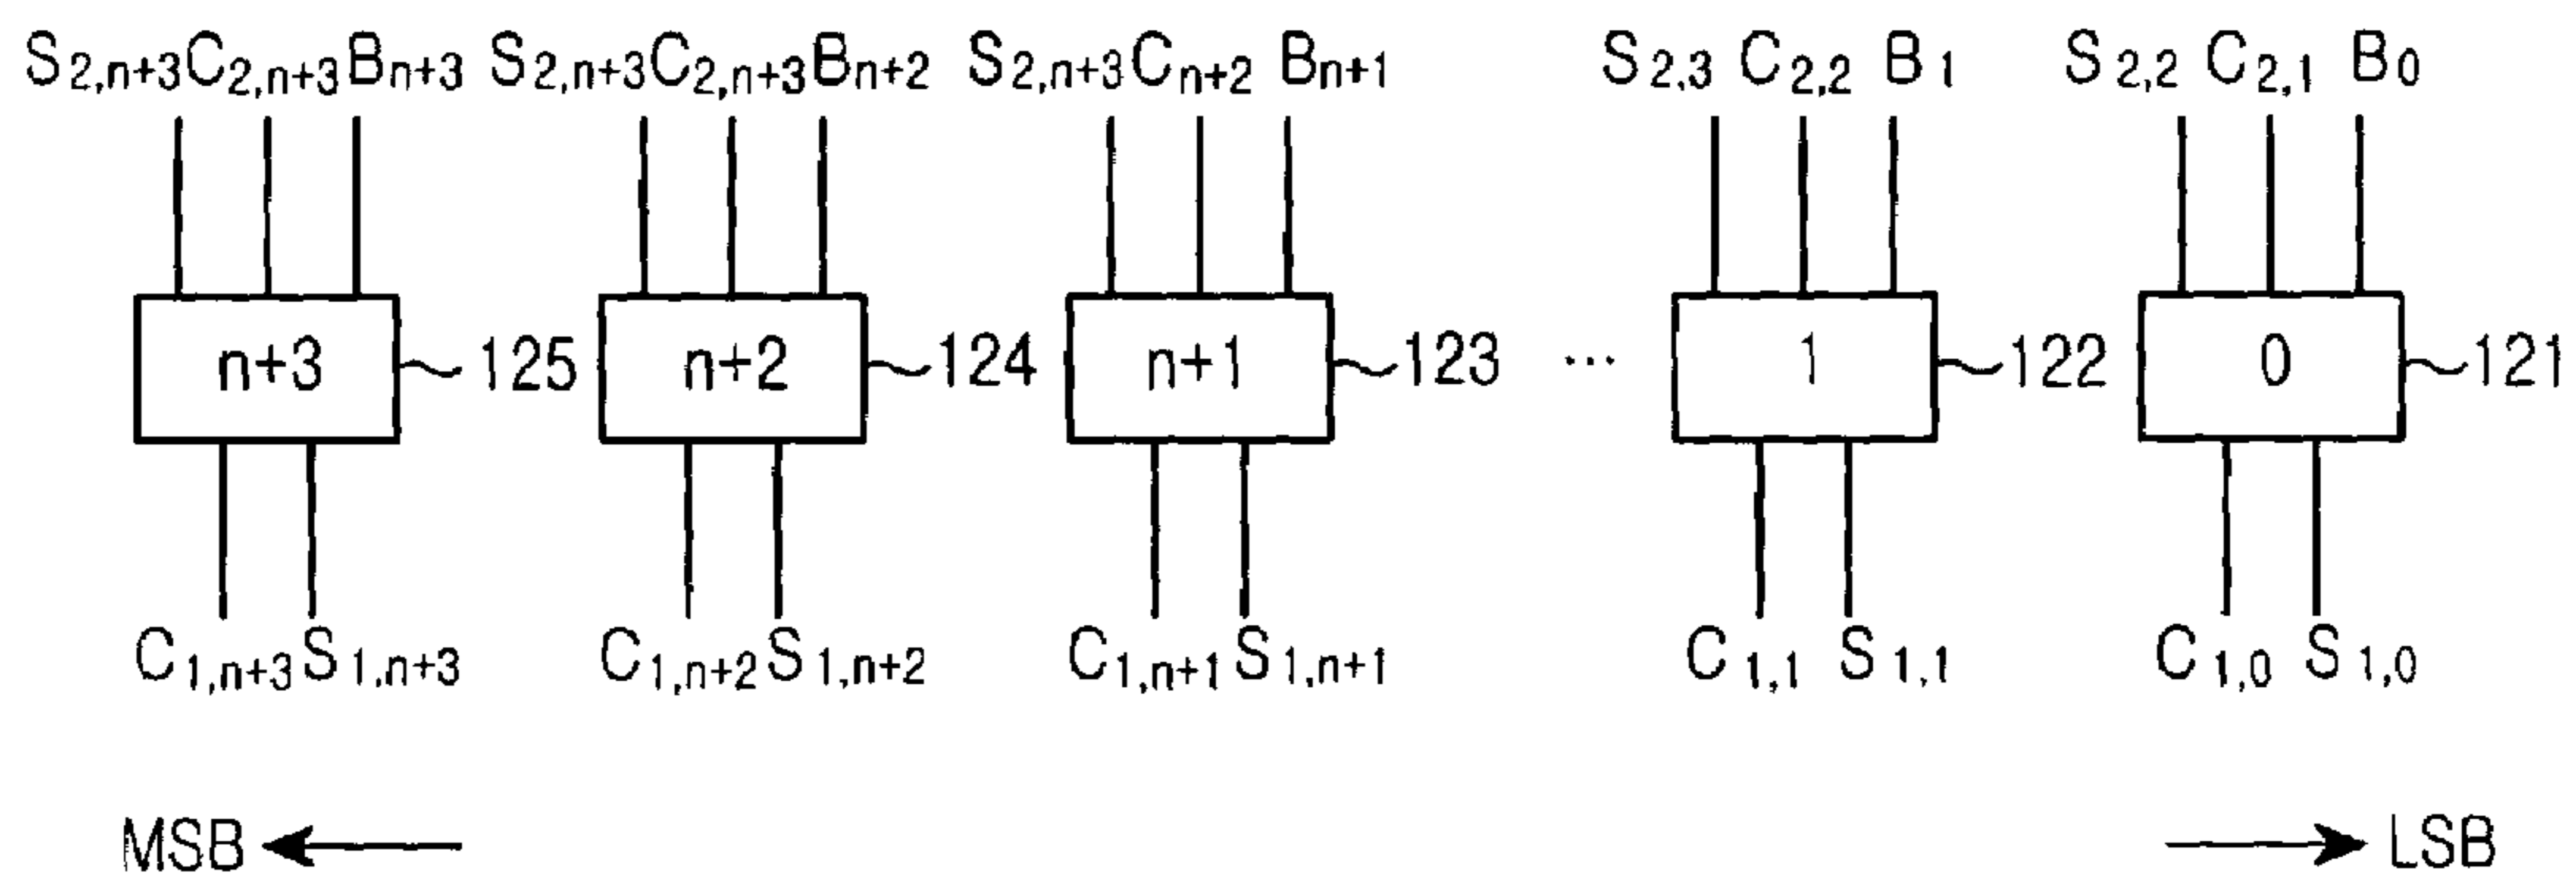 S2,n+3 C2,n+3 Bn+3 S2,n+3 C2,n+3 Bn+2 S2,n+3 Cn+2 Bn+1 S2,3 C2,2 B1 S2,2 C2,1 B0
n+3 125 n+2 124 n+1 123 ... 1 122 0 121
C1,n+3 S1,n+3 C1,n+2 S1,n+2 C1,n+1 S1,n+1 C1,1 S1,1 C1,0 S1,0
MSB LSB